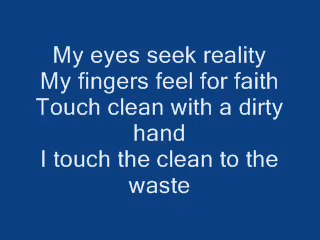 My eyes seek reality
My fingers feel for faith
Touch clean with a dirty
hand
I touch the clean to the
waste